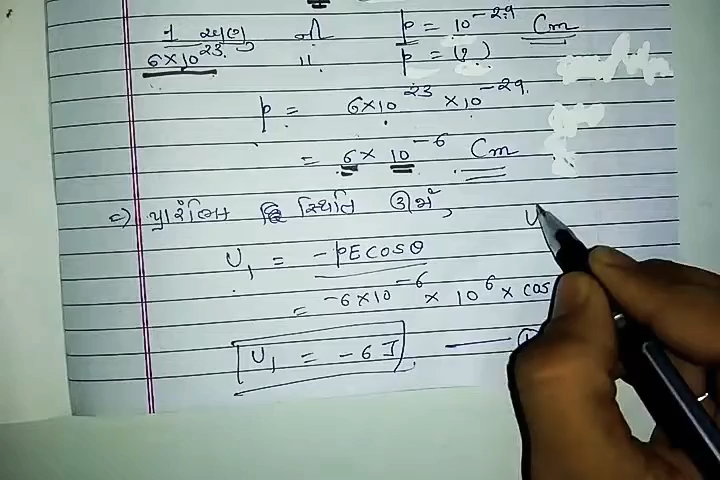 1 અણુ ની p = 10⁻²⁹ Cm
6×10²³ " p = (?)
p = 6×10²³ × 10⁻²⁹
= 6 × 10⁻⁶ Cm
=) પ્રારંભિક સ્થિતિ ઊર્જા, U
U₁ = -pE cosθ
= -6×10⁻⁶ × 10⁶ × cos
U₁ = -6 J